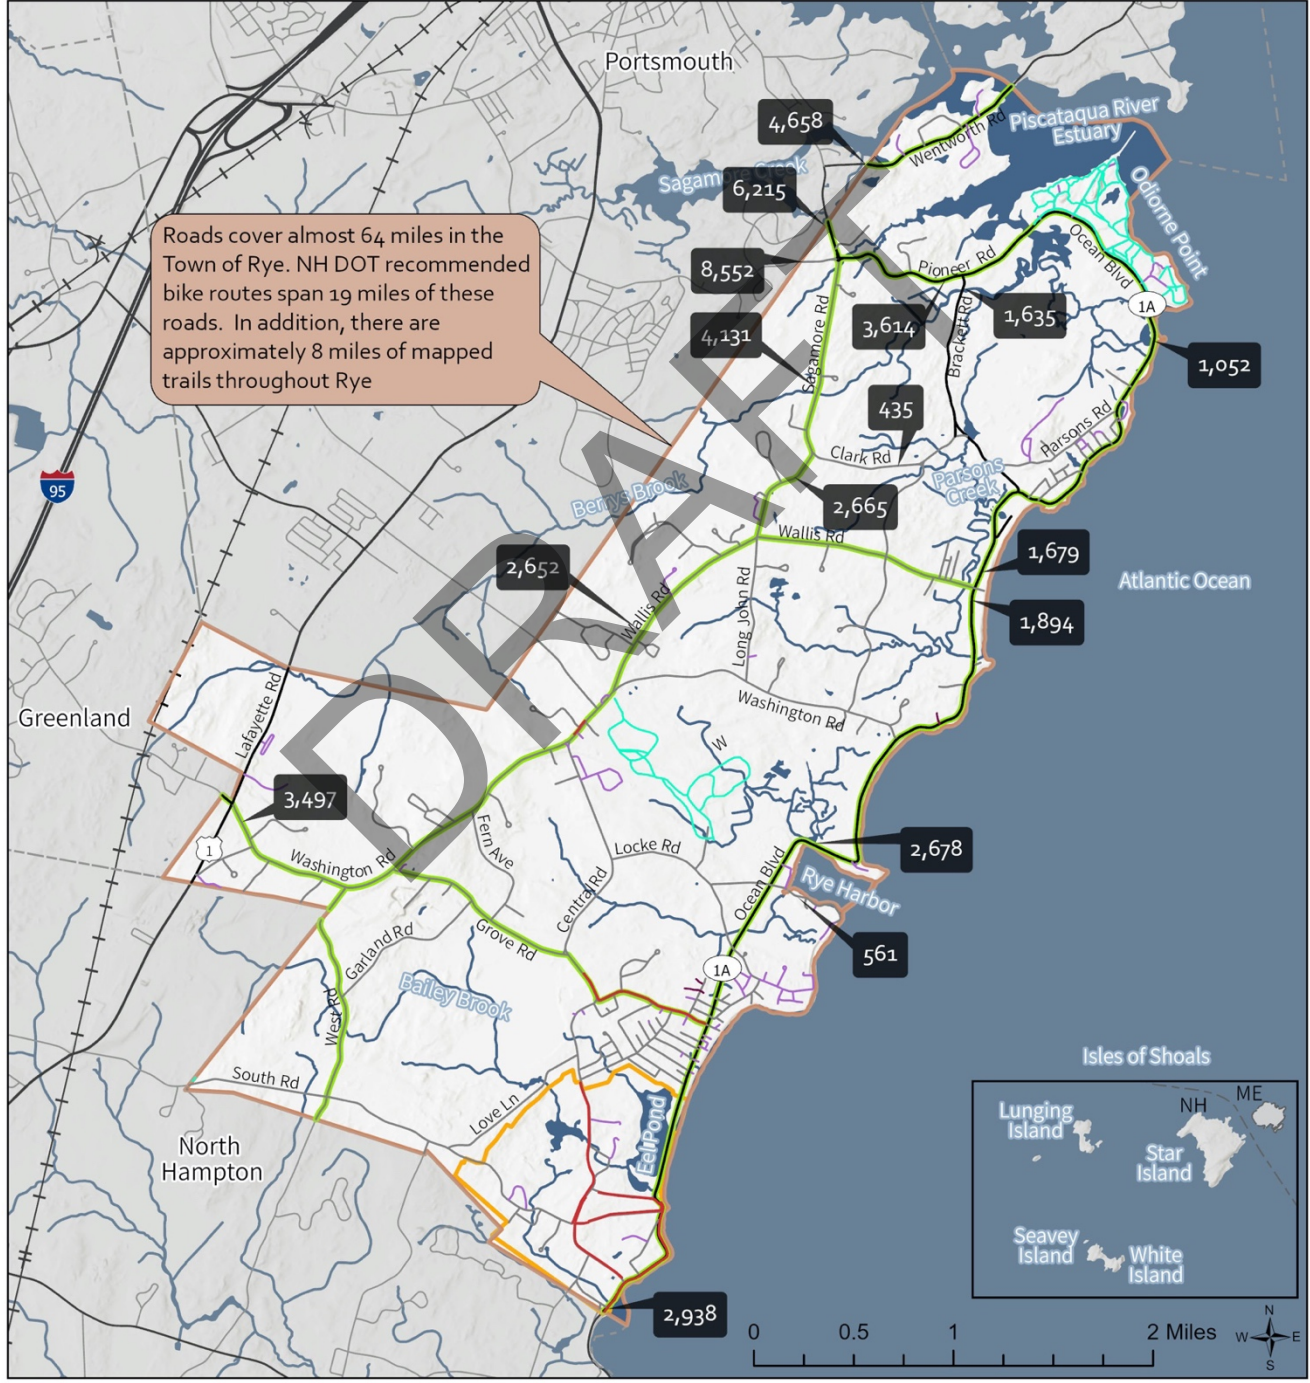 Portsmouth
4,658
Wentworth Rd
Piscataqua River
Estuary
Sagamore Creek
6,215
Odiorne Point
Roads cover almost 64 miles in the
Town of Rye. NH DOT recommended
bike routes span 19 miles of these
roads. In addition, there are
approximately 8 miles of mapped
trails throughout Rye
8,552
Pioneer Rd
Ocean Blvd
1A
4,131
Sagamore Rd
3,614
Brackett Rd
1,635
1,052
435
Parsons Rd
Clark Rd
95
Berrys Brook
Parsons
Creek
2,665
Wallis Rd
1,679
Atlantic Ocean
2,652
Wallis Rd
Long John Rd
1,894
DRAFT
Greenland
Lafayette Rd
Washington Rd
W
3,497
1
Washington Rd
Fern Ave
Locke Rd
Central Rd
Ocean Blvd
2,678
Rye Harbor
Garland Rd
Grove Rd
561
1A
Bailey Brook
West Rd
South Rd
Love Ln
Eel Pond
North
Hampton
Isles of Shoals
Lunging
Island
NH
ME
Star
Island
Seavey
Island
White
Island
2,938
0 0.5 1 2 Miles
N
W E
S